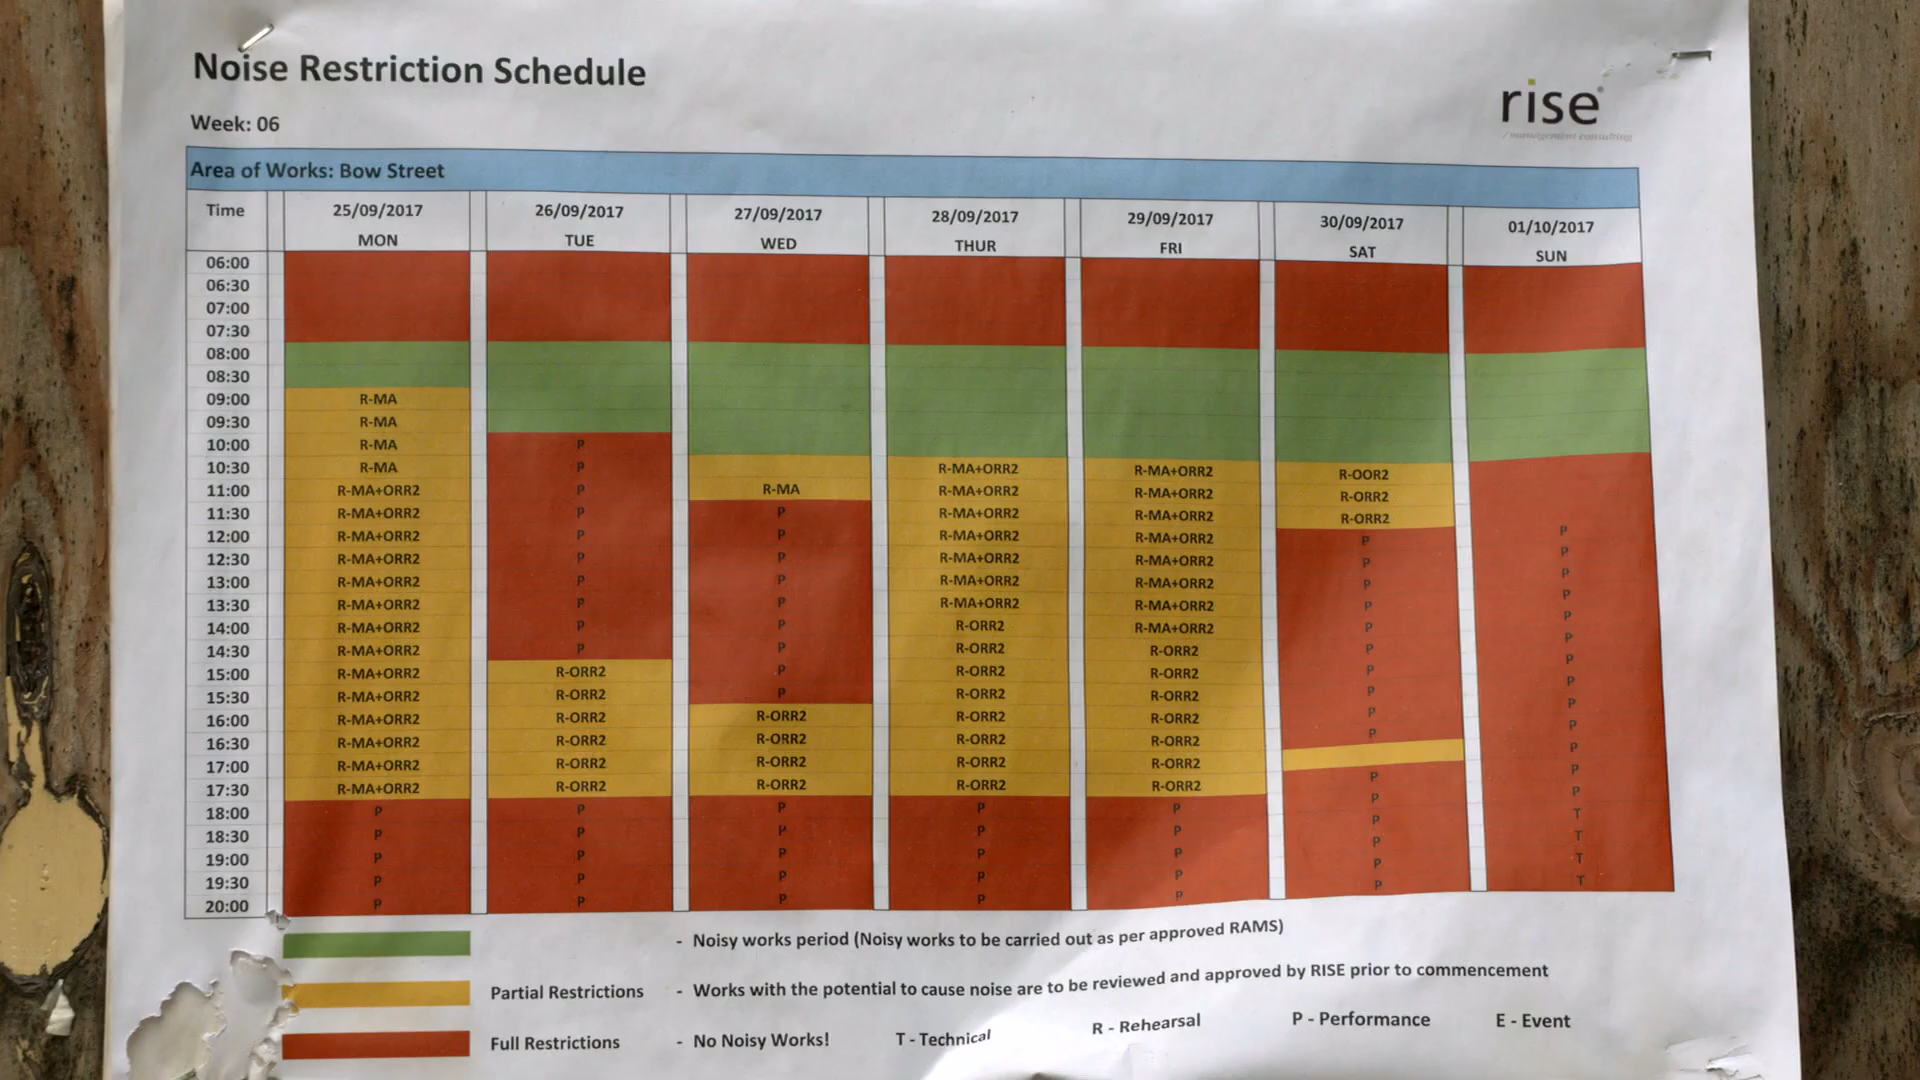 Noise Restriction Schedule
rise
/ management consulting
Week: 06
Area of Works: Bow Street
Time 25/09/2017 26/09/2017 27/09/2017 28/09/2017 29/09/2017 30/09/2017 01/10/2017
MON TUE WED THUR FRI SAT SUN
06:00
06:30
07:00
07:30
08:00
08:30
09:00 R-MA
09:30 R-MA
10:00 R-MA P
10:30 R-MA P R-MA+ORR2 R-MA+ORR2 R-OOR2
11:00 R-MA+ORR2 P R-MA R-MA+ORR2 R-MA+ORR2 R-ORR2
11:30 R-MA+ORR2 P P R-MA+ORR2 R-MA+ORR2 R-ORR2
12:00 R-MA+ORR2 P P R-MA+ORR2 R-MA+ORR2 P P
12:30 R-MA+ORR2 P P R-MA+ORR2 R-MA+ORR2 P P
13:00 R-MA+ORR2 P P R-MA+ORR2 R-MA+ORR2 P P
13:30 R-MA+ORR2 P P R-MA+ORR2 R-MA+ORR2 P P
14:00 R-MA+ORR2 P P R-ORR2 R-MA+ORR2 P P
14:30 R-MA+ORR2 P P R-ORR2 R-ORR2 P P
15:00 R-MA+ORR2 R-ORR2 P R-ORR2 R-ORR2 P P
15:30 R-MA+ORR2 R-ORR2 P R-ORR2 R-ORR2 P P
16:00 R-MA+ORR2 R-ORR2 R-ORR2 R-ORR2 R-ORR2 P P
16:30 R-MA+ORR2 R-ORR2 R-ORR2 R-ORR2 R-ORR2 P P
17:00 R-MA+ORR2 R-ORR2 R-ORR2 R-ORR2 R-ORR2 P
17:30 R-MA+ORR2 R-ORR2 R-ORR2 R-ORR2 R-ORR2 P P
18:00 P P P P P P P
18:30 P P P P P P T
19:00 P P P P P P T
19:30 P P P P P P T
20:00 P P P P P P T
- Noisy works period (Noisy works to be carried out as per approved RAMS)
Partial Restrictions - Works with the potential to cause noise are to be reviewed and approved by RISE prior to commencement
Full Restrictions - No Noisy Works! T - Technical R - Rehearsal P - Performance E - Event